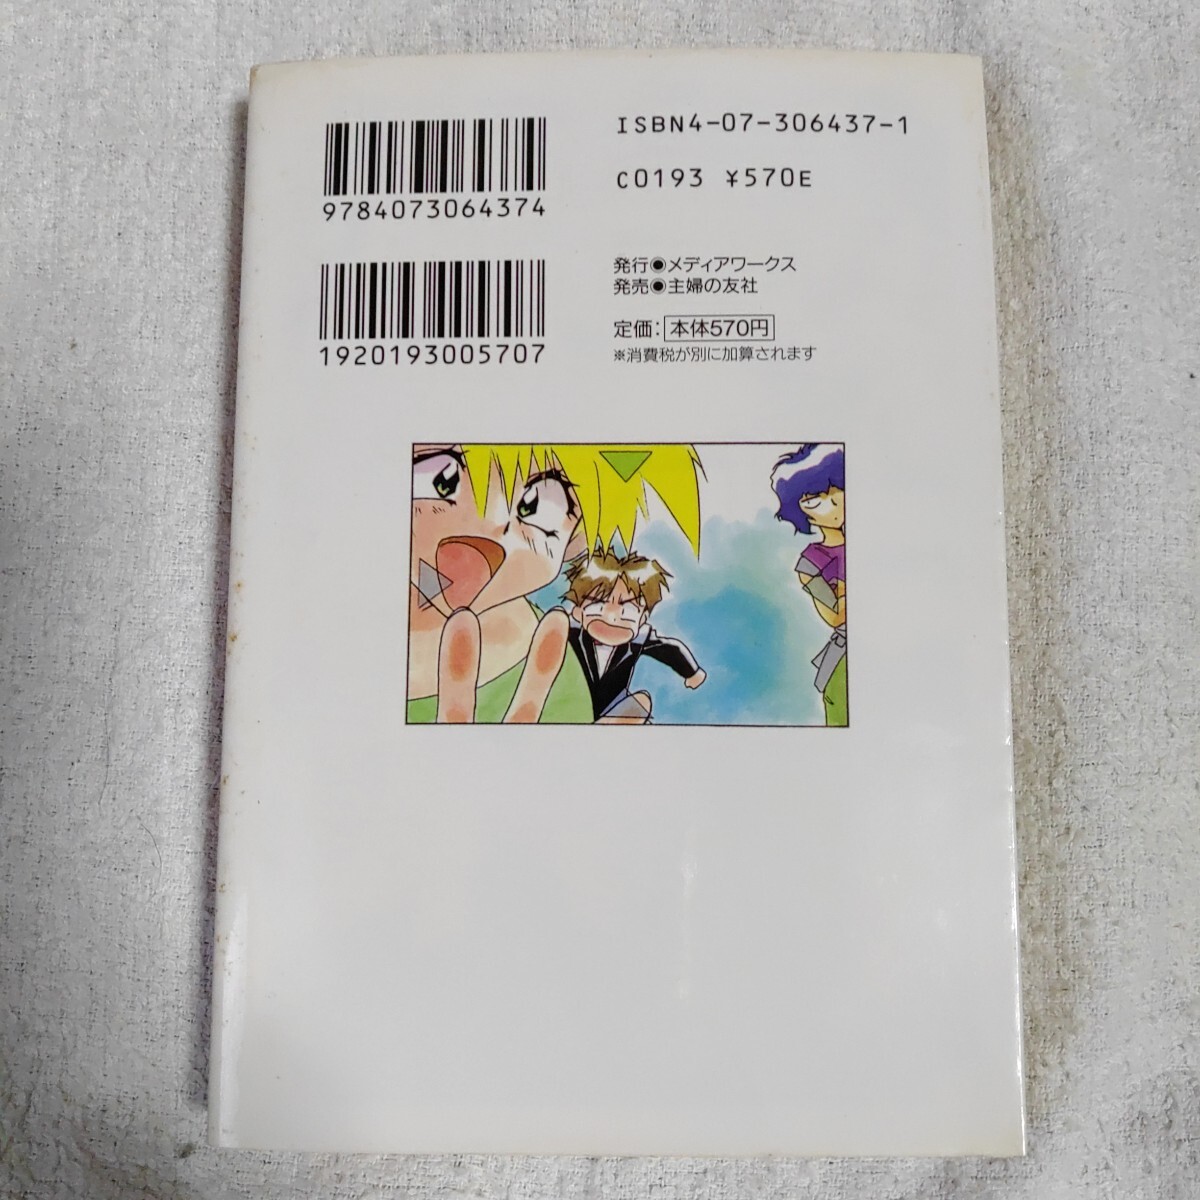 9784073064374
1920193005707
ISBN4-07-306437-1
C0193 ¥570E
発行◉メディアワークス
発売◉主婦の友社
定価：本体570円
※消費税が別に加算されます